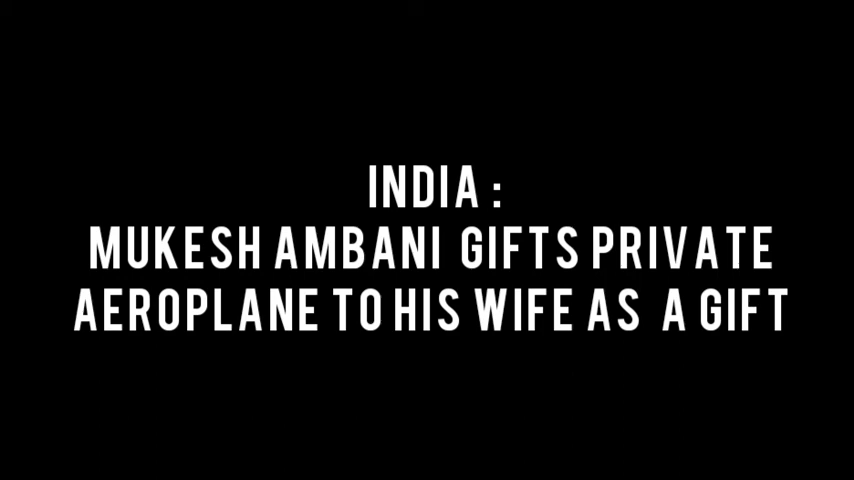 INDIA :
MUKESH AMBANI GIFTS PRIVATE
AEROPLANE TO HIS WIFE AS A GIFT